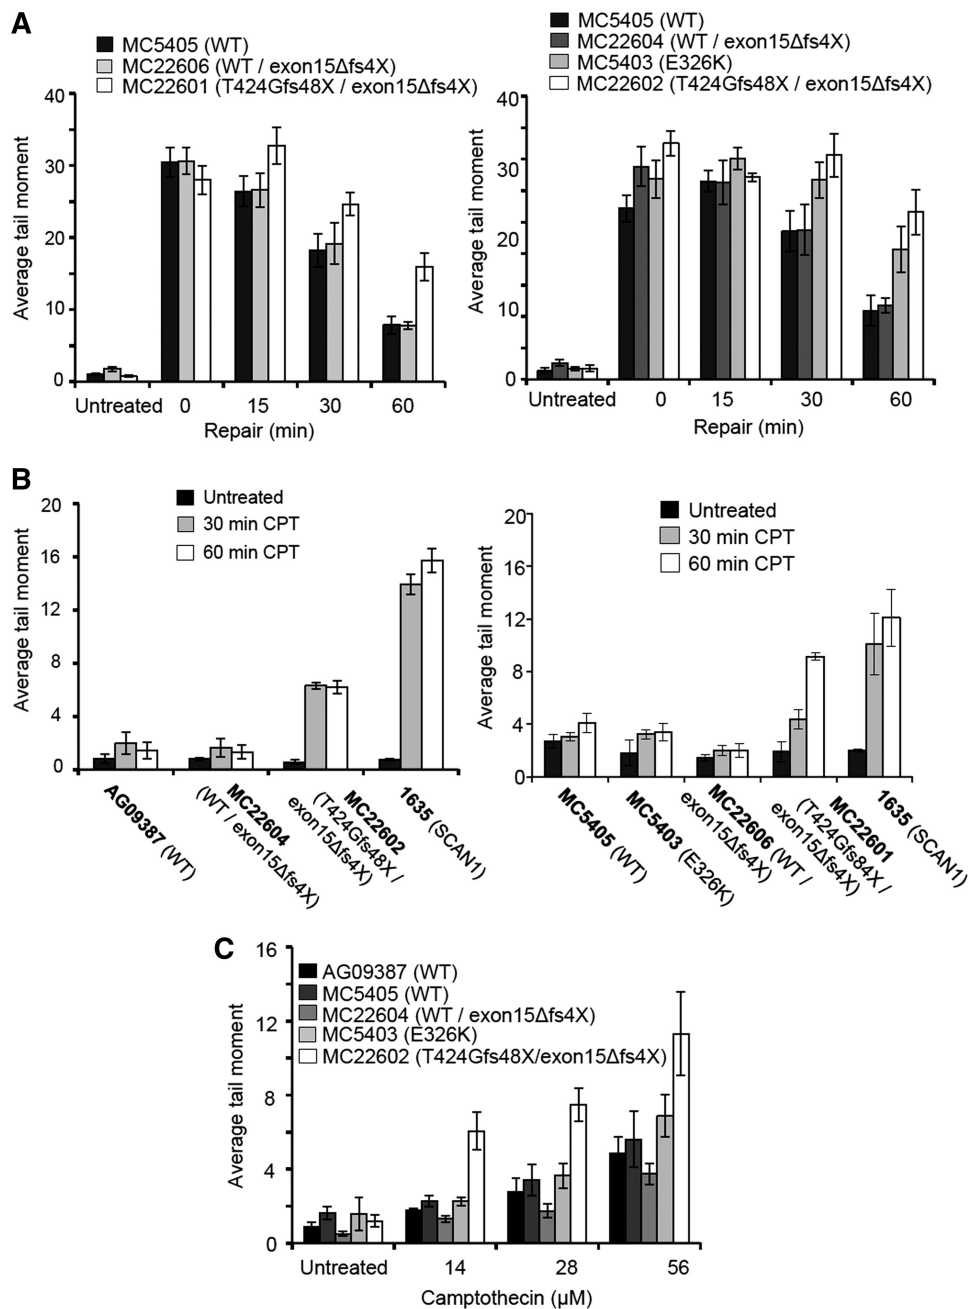 A
MC5405 (WT)
MC22606 (WT / exon15Δfs4X)
MC22601 (T424Gfs48X / exon15Δfs4X)
Average tail moment
40
30
20
10
0
Untreated 0 15 30 60
Repair (min)
MC5405 (WT)
MC22604 (WT / exon15Δfs4X)
MC5403 (E326K)
MC22602 (T424Gfs48X / exon15Δfs4X)
Average tail moment
40
30
20
10
0
Untreated 0 15 30 60
Repair (min)
B
Untreated
30 min CPT
60 min CPT
Average tail moment
20
16
12
8
4
0
AG09387 (WT)
MC22604
(WT / exon15Δfs4X)
MC22602
(T424Gfs48X /
exon15Δfs4X)
1635 (SCAN1)
Untreated
30 min CPT
60 min CPT
Average tail moment
20
16
12
8
4
0
MC5405 (WT)
MC5403 (E326K)
MC22606 (WT /
exon15Δfs4X)
MC22601
(T424Gfs84X /
exon15Δfs4X)
1635 (SCAN1)
C
AG09387 (WT)
MC5405 (WT)
MC22604 (WT / exon15Δfs4X)
MC5403 (E326K)
MC22602 (T424Gfs48X/exon15Δfs4X)
Average tail moment
16
12
8
4
0
Untreated 14 28 56
Camptothecin (µM)